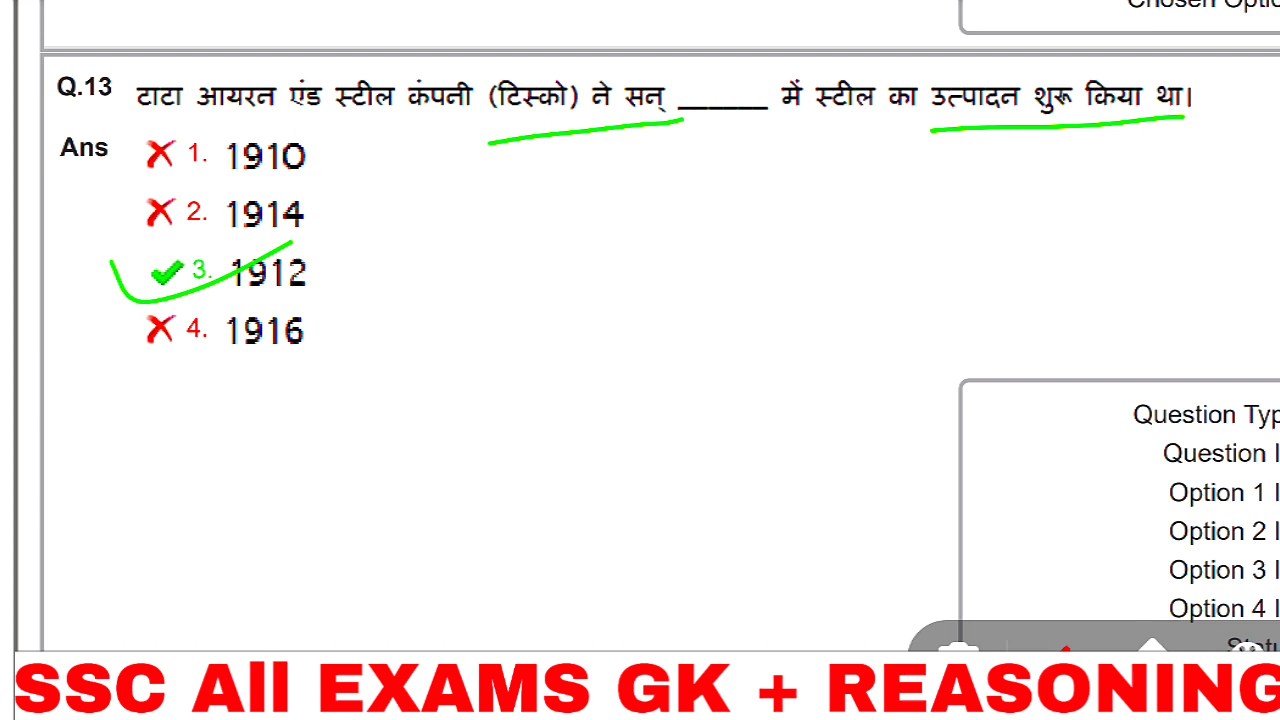 Chosen Optio
Q.13 टाटा आयरन एंड स्टील कंपनी (टिस्को) ने सन् ______ में स्टील का उत्पादन शुरू किया था।
Ans 1. 1910
2. 1914
3. 1912
4. 1916
Question Typ
Question I
Option 1 I
Option 2 I
Option 3 I
Option 4 I
SSC All EXAMS GK + REASONING